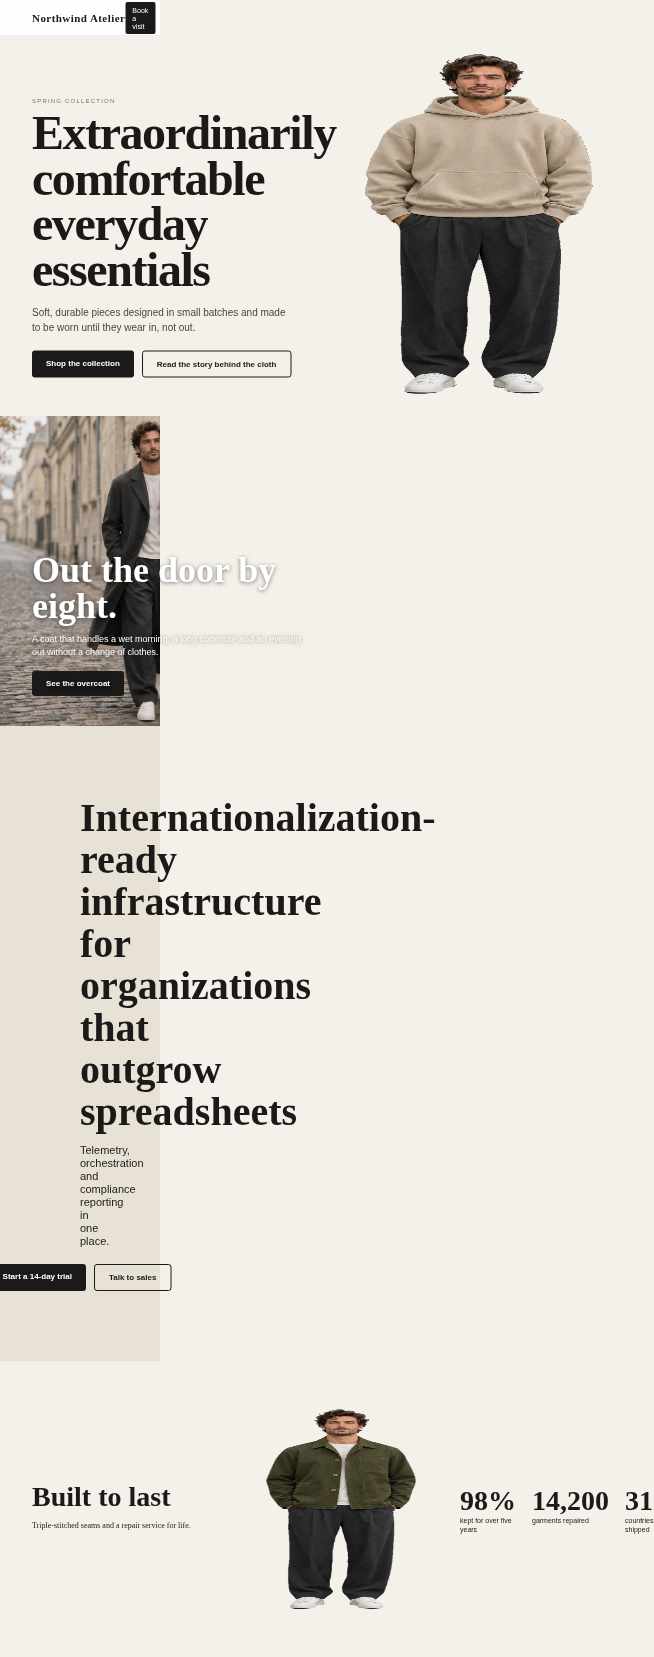 Northwind Atelier
Book
a
visit
SPRING COLLECTION
Extraordinarily
comfortable
everyday
essentials
Soft, durable pieces designed in small batches and made
to be worn until they wear in, not out.
Shop the collection
Read the story behind the cloth
Out the door by
eight.
A coat that handles a wet morning, a long commute and an evening
out without a change of clothes.
See the overcoat
Internationalization-
ready
infrastructure
for
organizations
that
outgrow
spreadsheets
Telemetry,
orchestration
and
compliance
reporting
in
one
place.
Start a 14-day trial
Talk to sales
Built to last
Triple-stitched seams and a repair service for life.
98%
kept for over five
years
14,200
garments repaired
31
countries
shipped